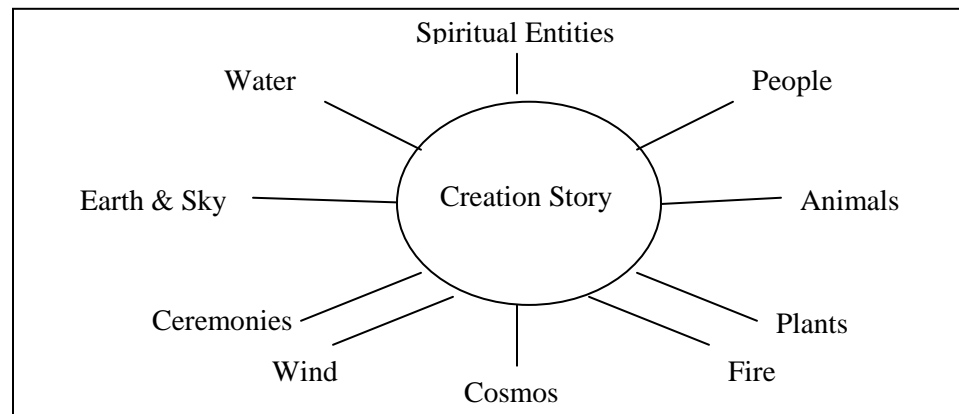 Spiritual Entities
Water
People
Earth & Sky
Creation Story
Animals
Ceremonies
Plants
Wind
Fire
Cosmos